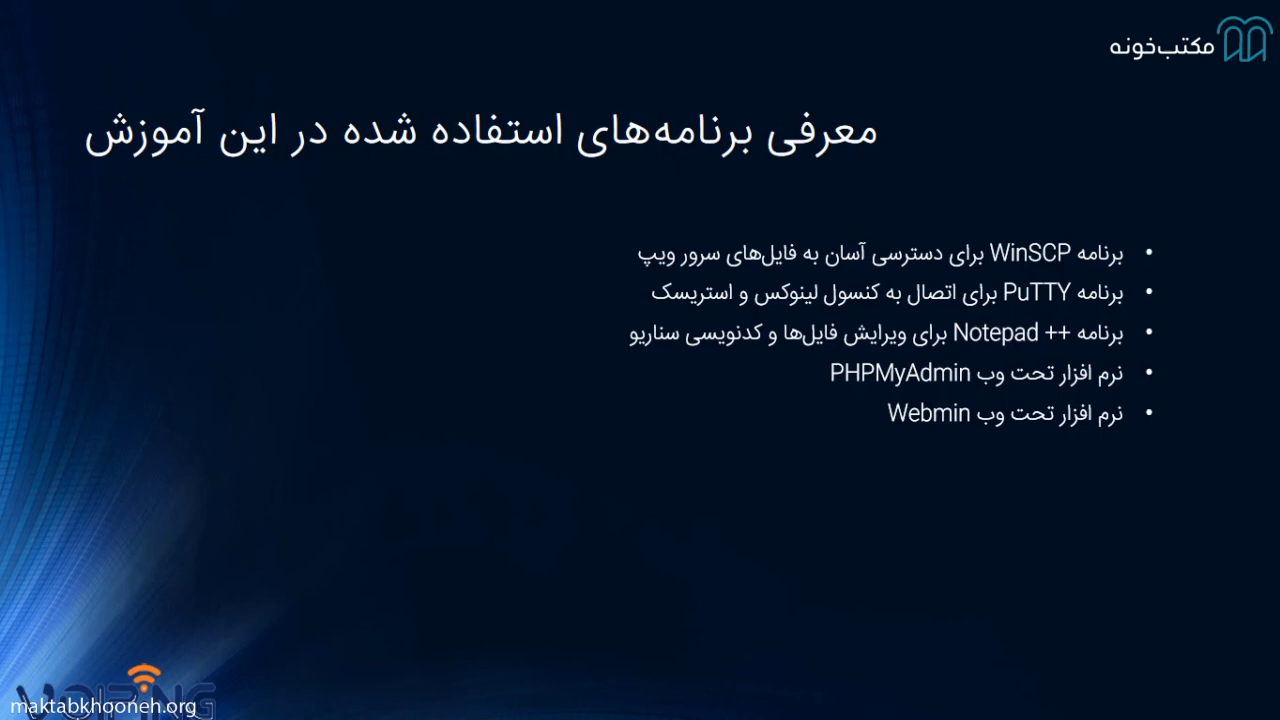 مکتب‌خونه
معرفی برنامه‌های استفاده شده در این آموزش
• برنامه WinSCP برای دسترسی آسان به فایل‌های سرور ویپ
• برنامه PuTTY برای اتصال به کنسول لینوکس و استریسک
• برنامه Notepad ++ برای ویرایش فایل‌ها و کدنویسی سناریو
• نرم افزار تحت وب PHPMyAdmin
• نرم افزار تحت وب Webmin
VOIPING
maktabkhooneh.org